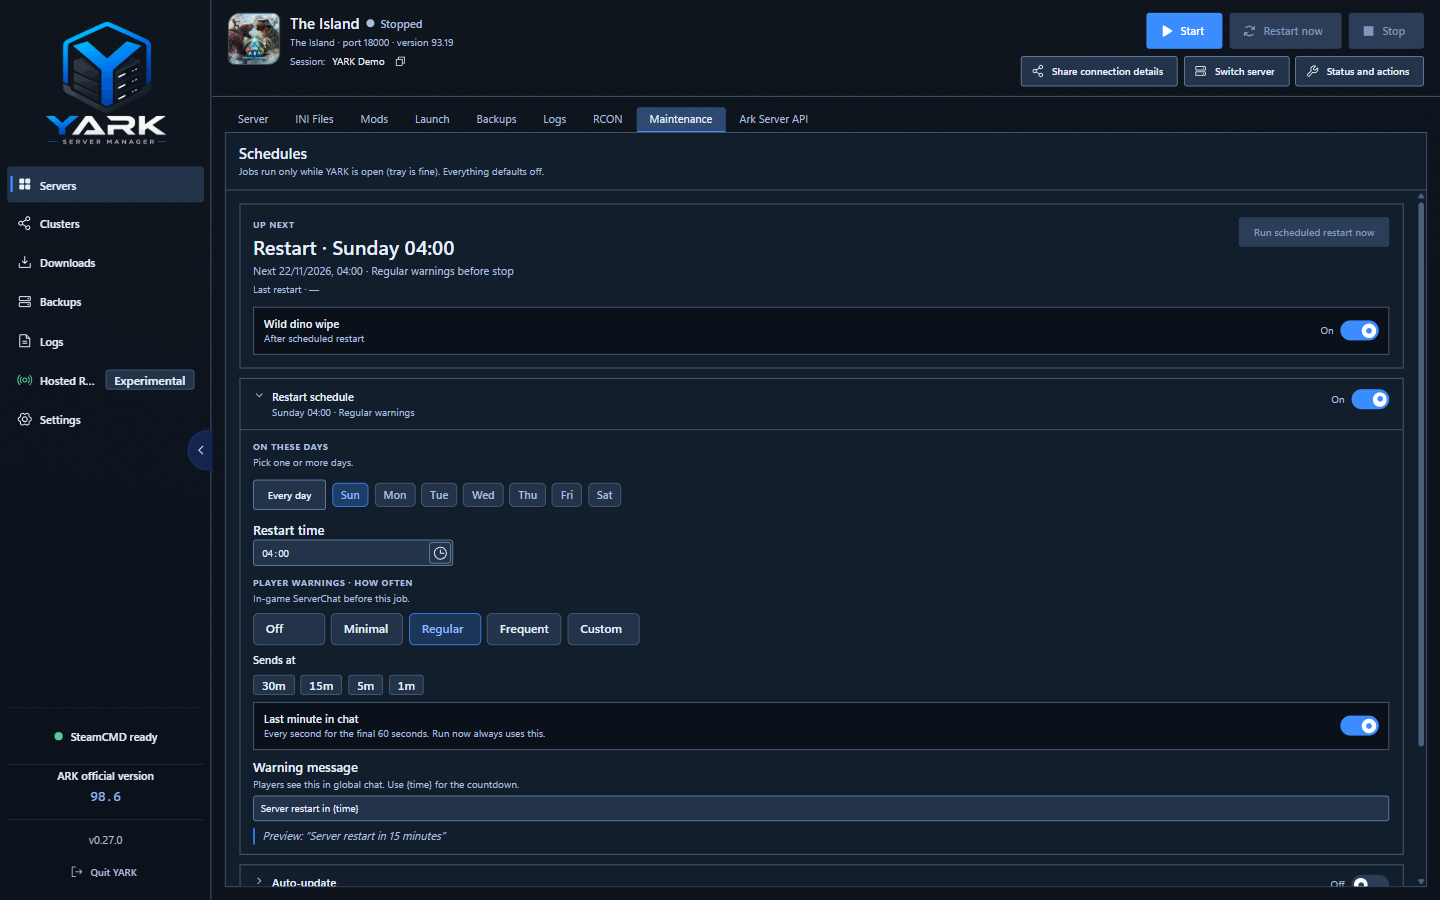 YARK
SERVER MANAGER
Servers
Clusters
Downloads
Backups
Logs
Hosted R...
Experimental
Settings
SteamCMD ready
ARK official version
98.6
v0.27.0
Quit YARK
The Island
Stopped
The Island · port 18000 · version 93.19
Session: YARK Demo
Start
Restart now
Stop
Share connection details
Switch server
Status and actions
Server
INI Files
Mods
Launch
Backups
Logs
RCON
Maintenance
Ark Server API
Schedules
Jobs run only while YARK is open (tray is fine). Everything defaults off.
UP NEXT
Restart · Sunday 04:00
Next 22/11/2026, 04:00 · Regular warnings before stop
Last restart · —
Run scheduled restart now
Wild dino wipe
After scheduled restart
On
Restart schedule
Sunday 04:00 · Regular warnings
On
ON THESE DAYS
Pick one or more days.
Every day
Sun
Mon
Tue
Wed
Thu
Fri
Sat
Restart time
04:00
PLAYER WARNINGS · HOW OFTEN
In-game ServerChat before this job.
Off
Minimal
Regular
Frequent
Custom
Sends at
30m
15m
5m
1m
Last minute in chat
Every second for the final 60 seconds. Run now always uses this.
Warning message
Players see this in global chat. Use {time} for the countdown.
Server restart in {time}
Preview: "Server restart in 15 minutes"
Auto-update
Off